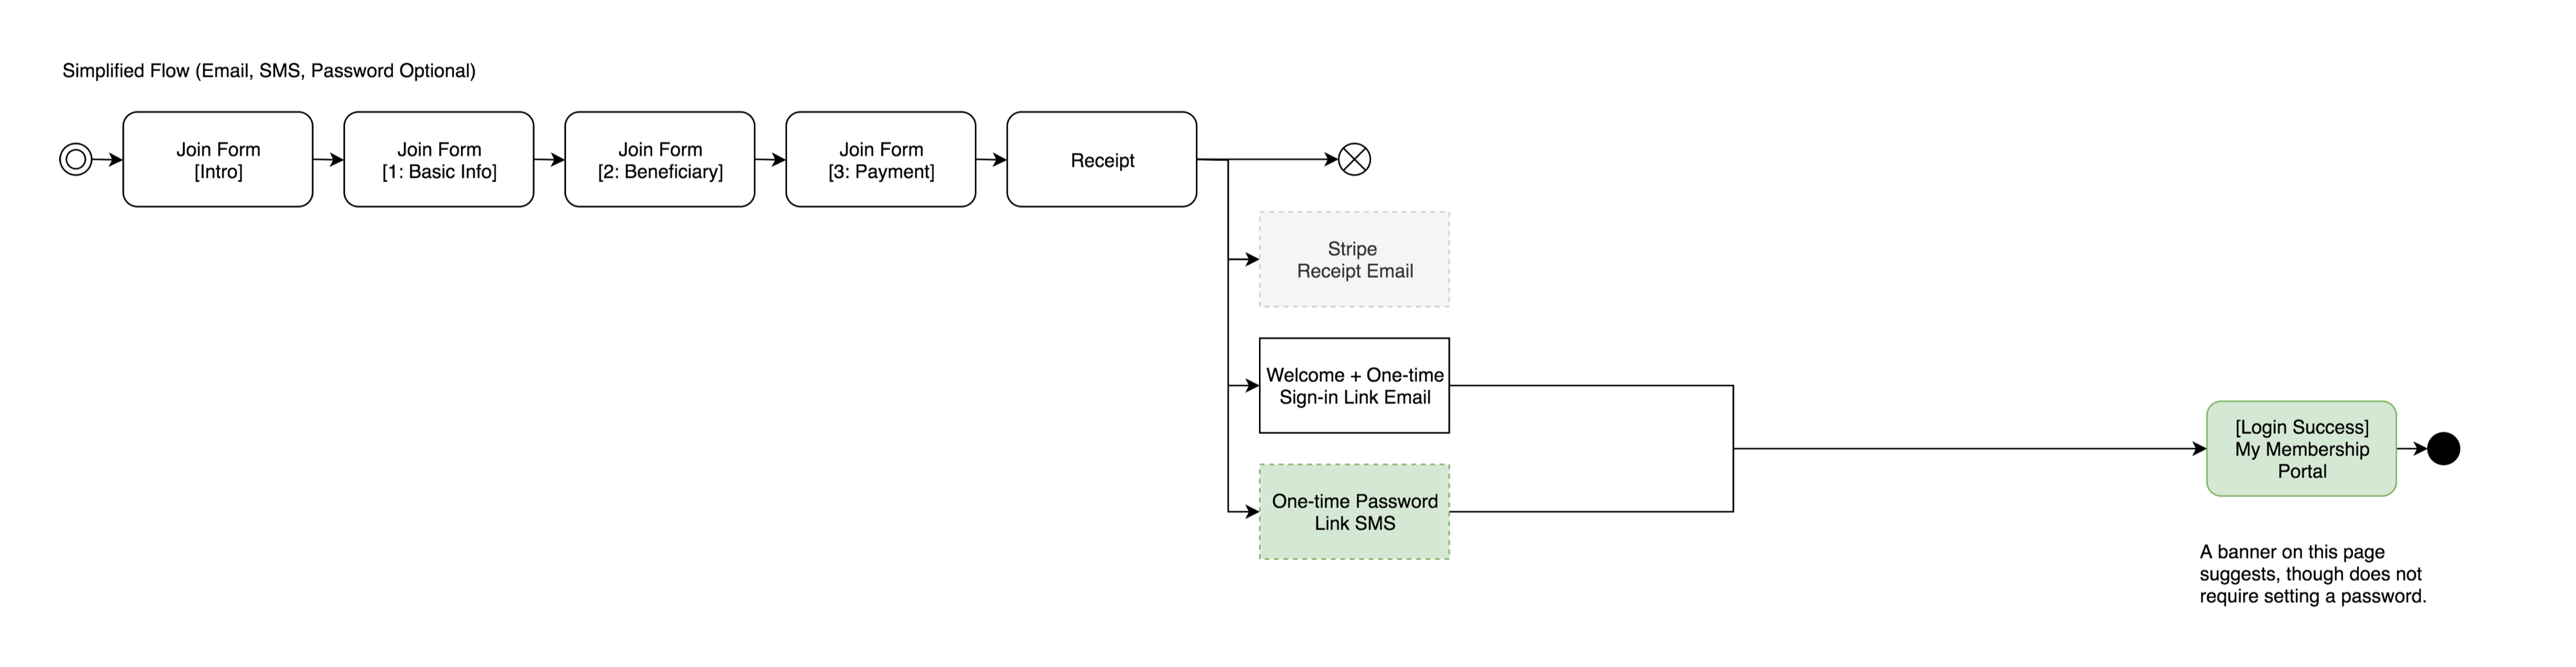 Simplified Flow (Email, SMS, Password Optional)
Join Form
[Intro]
Join Form
[1: Basic Info]
Join Form
[2: Beneficiary]
Join Form
[3: Payment]
Receipt
Stripe
Receipt Email
Welcome + One-time
Sign-in Link Email
One-time Password
Link SMS
[Login Success]
My Membership
Portal
A banner on this page
suggests, though does not
require setting a password.